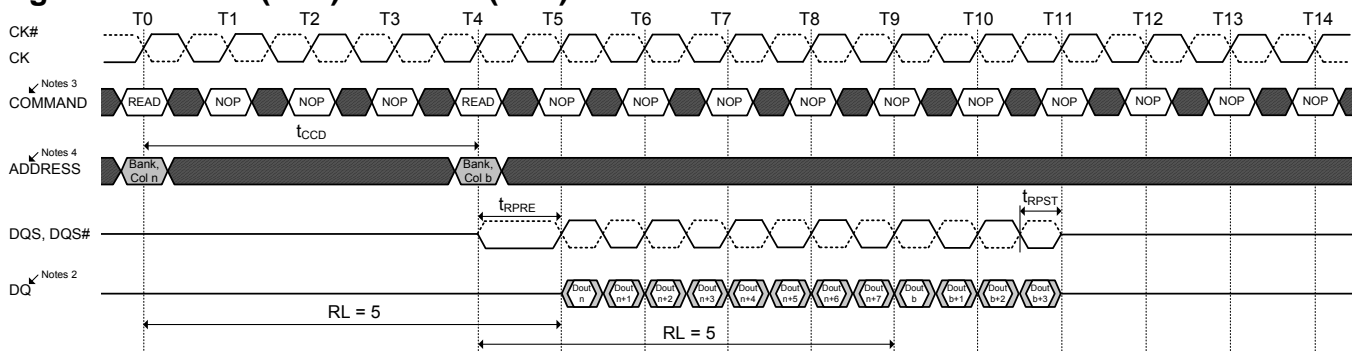 T0 T1 T2 T3 T4 T5 T6 T7 T8 T9 T10 T11 T12 T13 T14
CK#
CK
Notes 3
COMMAND READ NOP NOP NOP READ NOP NOP NOP NOP NOP NOP NOP NOP NOP NOP
tCCD
Notes 4
ADDRESS
Bank, Col n
Bank, Col b
tRPRE
tRPST
DQS, DQS#
Notes 2
DQ
Dout n
Dout n+1
Dout n+2
Dout n+3
Dout n+4
Dout n+5
Dout n+6
Dout n+7
Dout b
Dout b+1
Dout b+2
Dout b+3
RL = 5
RL = 5